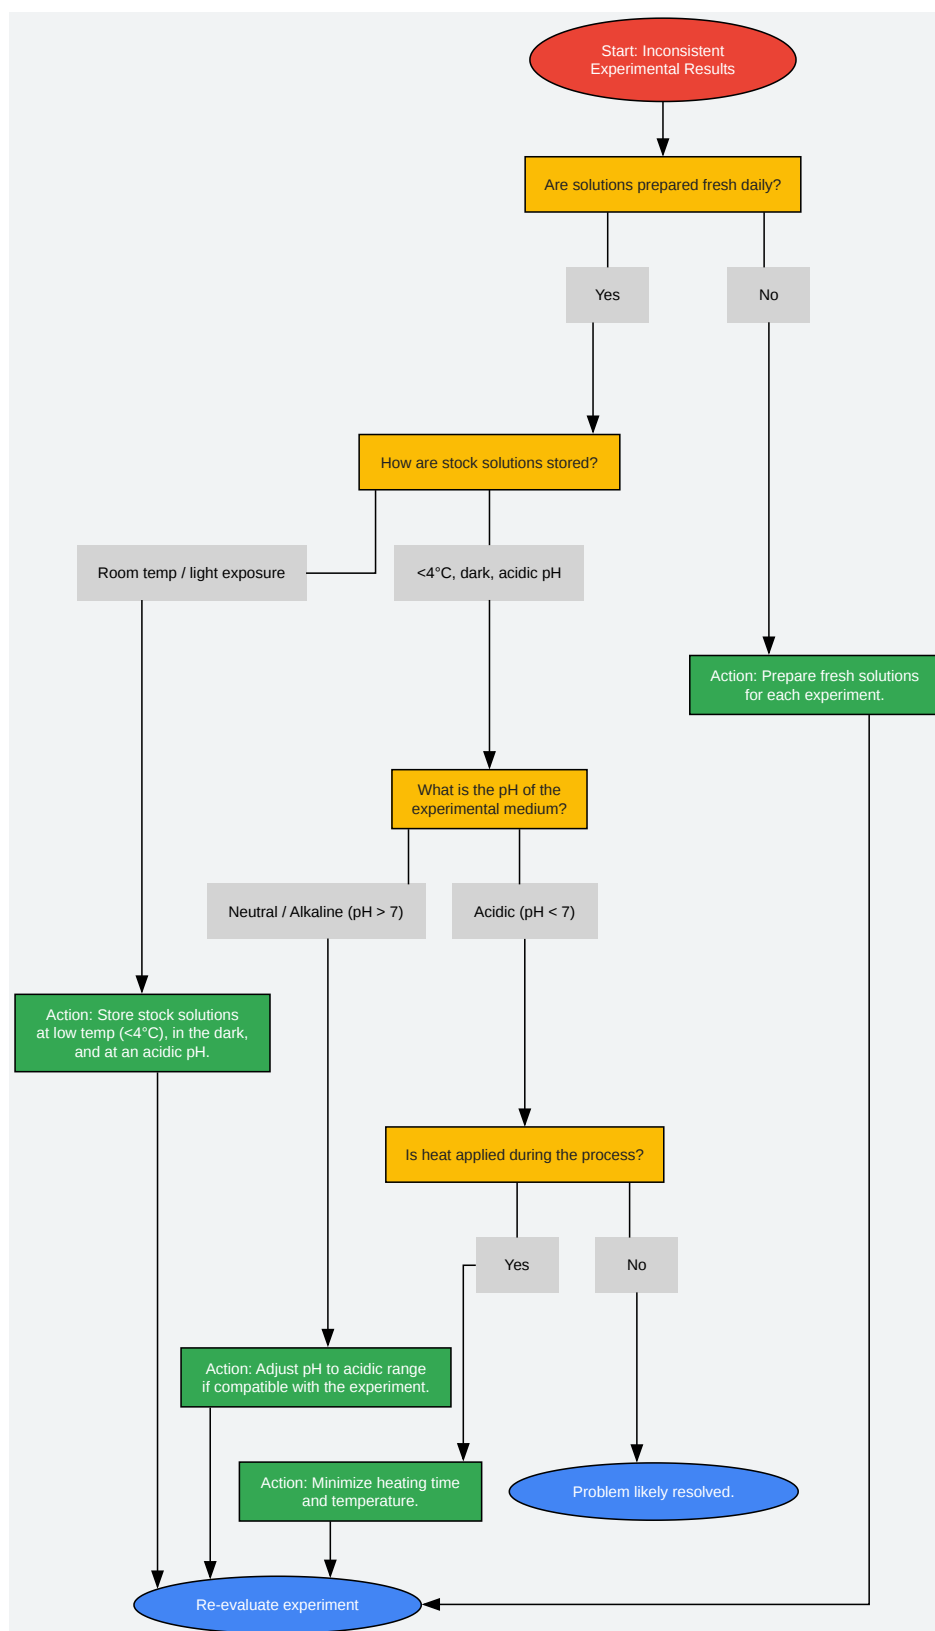 Start: Inconsistent
Experimental Results
Are solutions prepared fresh daily?
Yes
No
How are stock solutions stored?
Room temp / light exposure
<4°C, dark, acidic pH
Action: Prepare fresh solutions
for each experiment.
What is the pH of the
experimental medium?
Neutral / Alkaline (pH > 7)
Acidic (pH < 7)
Action: Store stock solutions
at low temp (<4°C), in the dark,
and at an acidic pH.
Is heat applied during the process?
Yes
No
Action: Adjust pH to acidic range
if compatible with the experiment.
Action: Minimize heating time
and temperature.
Problem likely resolved.
Re-evaluate experiment